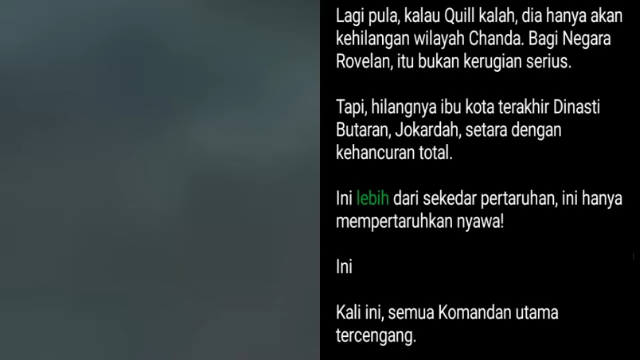 Lagi pula, kalau Quill kalah, dia hanya akan
kehilangan wilayah Chanda. Bagi Negara
Rovelan, itu bukan kerugian serius.
Tapi, hilangnya ibu kota terakhir Dinasti
Butaran, Jokardah, setara dengan
kehancuran total.
Ini lebih dari sekedar pertaruhan, ini hanya
mempertaruhkan nyawa!
Ini
Kali ini, semua Komandan utama
tercengang.